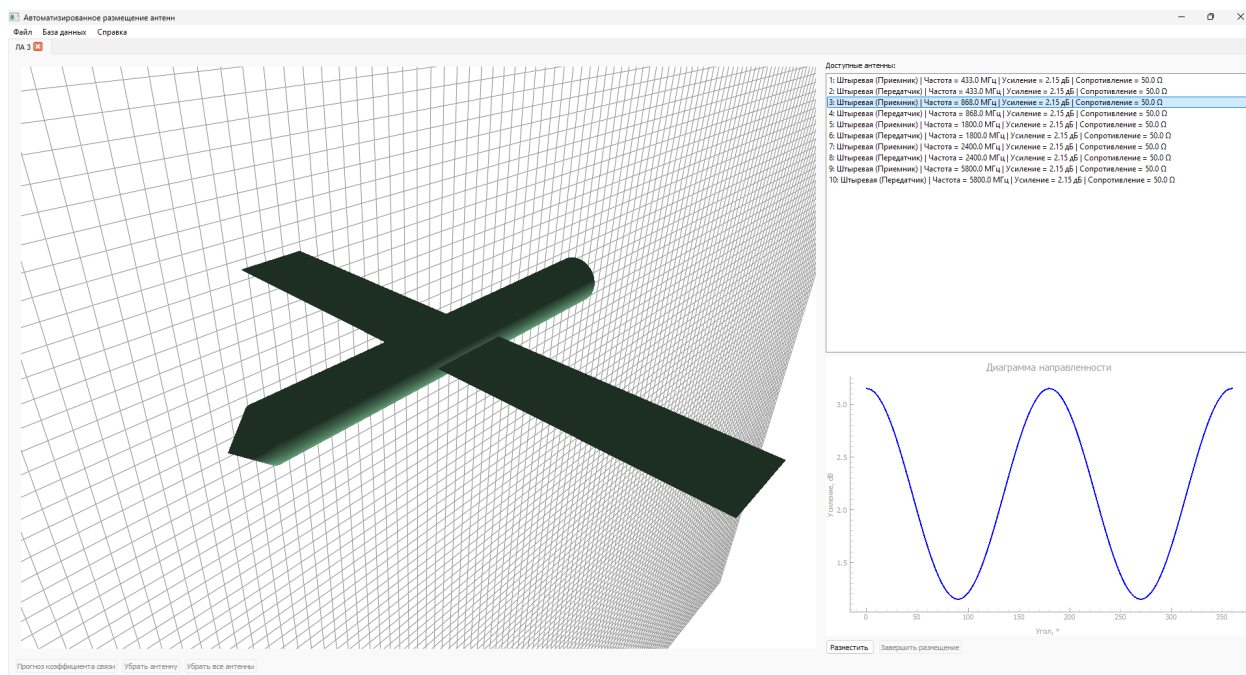 Автоматизированное размещение антенн
Файл База данных Справка
ЛА 3
Доступные антенны:
1: Штыревая (Приемник) | Частота = 433.0 МГц | Усиление = 2.15 дБ | Сопротивление = 50.0 Ω
2: Штыревая (Передатчик) | Частота = 433.0 МГц | Усиление = 2.15 дБ | Сопротивление = 50.0 Ω
3: Штыревая (Приемник) | Частота = 868.0 МГц | Усиление = 2.15 дБ | Сопротивление = 50.0 Ω
4: Штыревая (Передатчик) | Частота = 868.0 МГц | Усиление = 2.15 дБ | Сопротивление = 50.0 Ω
5: Штыревая (Приемник) | Частота = 1800.0 МГц | Усиление = 2.15 дБ | Сопротивление = 50.0 Ω
6: Штыревая (Передатчик) | Частота = 1800.0 МГц | Усиление = 2.15 дБ | Сопротивление = 50.0 Ω
7: Штыревая (Приемник) | Частота = 2400.0 МГц | Усиление = 2.15 дБ | Сопротивление = 50.0 Ω
8: Штыревая (Передатчик) | Частота = 2400.0 МГц | Усиление = 2.15 дБ | Сопротивление = 50.0 Ω
9: Штыревая (Приемник) | Частота = 5800.0 МГц | Усиление = 2.15 дБ | Сопротивление = 50.0 Ω
10: Штыревая (Передатчик) | Частота = 5800.0 МГц | Усиление = 2.15 дБ | Сопротивление = 50.0 Ω
Диаграмма направленности
3.0
2.5
2.0
1.5
Усиление, dB
0 50 100 150 200 250 300 350
Угол, °
Разместить Завершить размещение
Прогноз коэффициента связи Убрать антенну Убрать все антенны